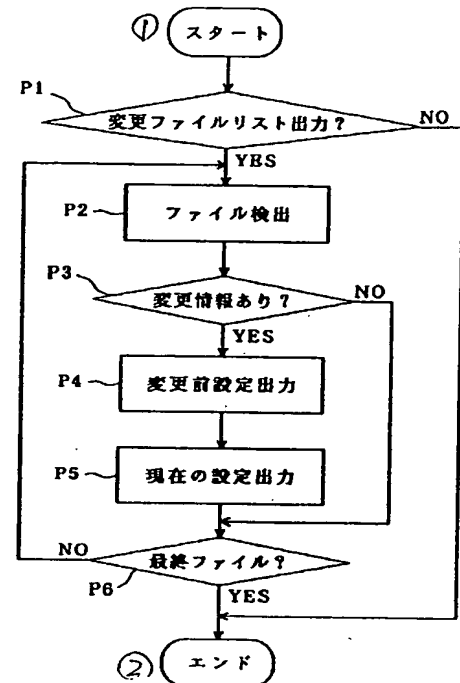 ① スタート
P1
変更ファイルリスト出力？
NO
YES
P2
ファイル検出
P3
変更情報あり？
NO
YES
P4
変更前設定出力
P5
現在の設定出力
NO
最終ファイル？
P6
YES
② エンド